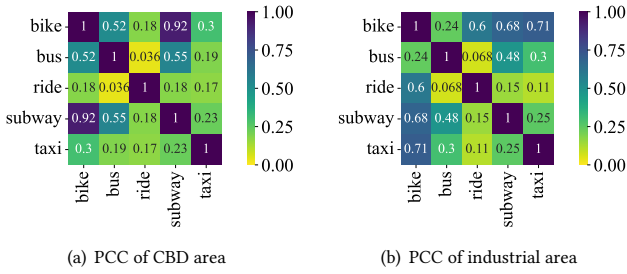 bike 1 0.52 0.18 0.92 0.3
bus 0.52 1 0.036 0.55 0.19
ride 0.18 0.036 1 0.18 0.17
subway 0.92 0.55 0.18 1 0.23
taxi 0.3 0.19 0.17 0.23 1
bike bus ride subway taxi
1.00
0.75
0.50
0.25
0.00
(a) PCC of CBD area
bike 1 0.24 0.6 0.68 0.71
bus 0.24 1 0.068 0.48 0.3
ride 0.6 0.068 1 0.15 0.11
subway 0.68 0.48 0.15 1 0.25
taxi 0.71 0.3 0.11 0.25 1
bike bus ride subway taxi
1.00
0.75
0.50
0.25
0.00
(b) PCC of industrial area